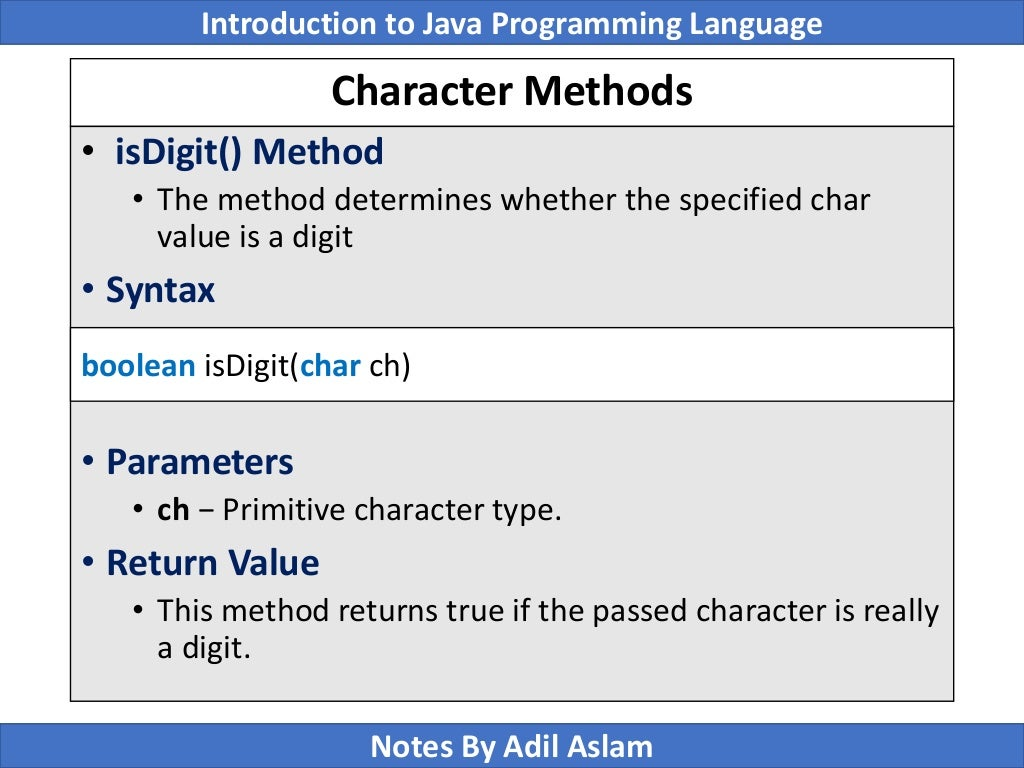 Introduction to Java Programming Language
Character Methods
• isDigit() Method
• The method determines whether the specified char
value is a digit
• Syntax
boolean isDigit(char ch)
• Parameters
• ch − Primitive character type.
• Return Value
• This method returns true if the passed character is really
a digit.
Notes By Adil Aslam